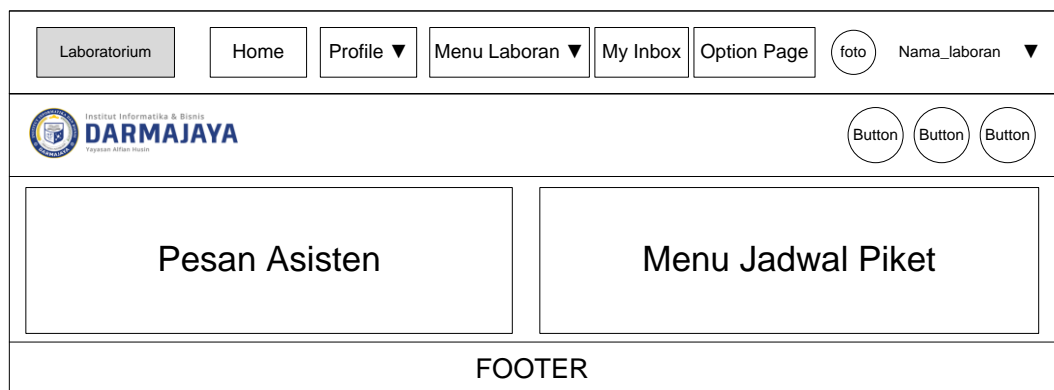 Laboratorium Home Profile ▼ Menu Laboran ▼ My Inbox Option Page foto Nama_laboran ▼
Institut Informatika & Bisnis
DARMAJAYA
Yayasan Alfian Husin
Button Button Button
Pesan Asisten Menu Jadwal Piket
FOOTER